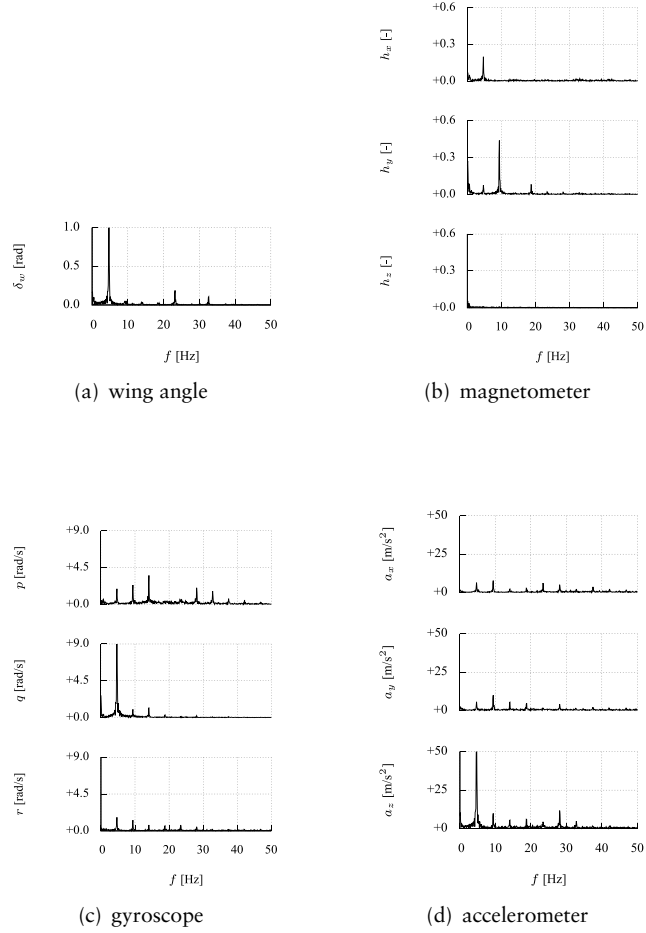 +0.6
+0.3
+0.0
h_x [-]
+0.6
+0.3
+0.0
h_y [-]
+0.6
+0.3
+0.0
h_z [-]
0 10 20 30 40 50
f [Hz]
(b) magnetometer
1.0
0.5
0.0
δ_w [rad]
0 10 20 30 40 50
f [Hz]
(a) wing angle
+9.0
+4.5
+0.0
p [rad/s]
+9.0
+4.5
+0.0
q [rad/s]
+9.0
+4.5
+0.0
r [rad/s]
0 10 20 30 40 50
f [Hz]
(c) gyroscope
+50
+25
+0
a_x [m/s²]
+50
+25
+0
a_y [m/s²]
+50
+25
+0
a_z [m/s²]
0 10 20 30 40 50
f [Hz]
(d) accelerometer